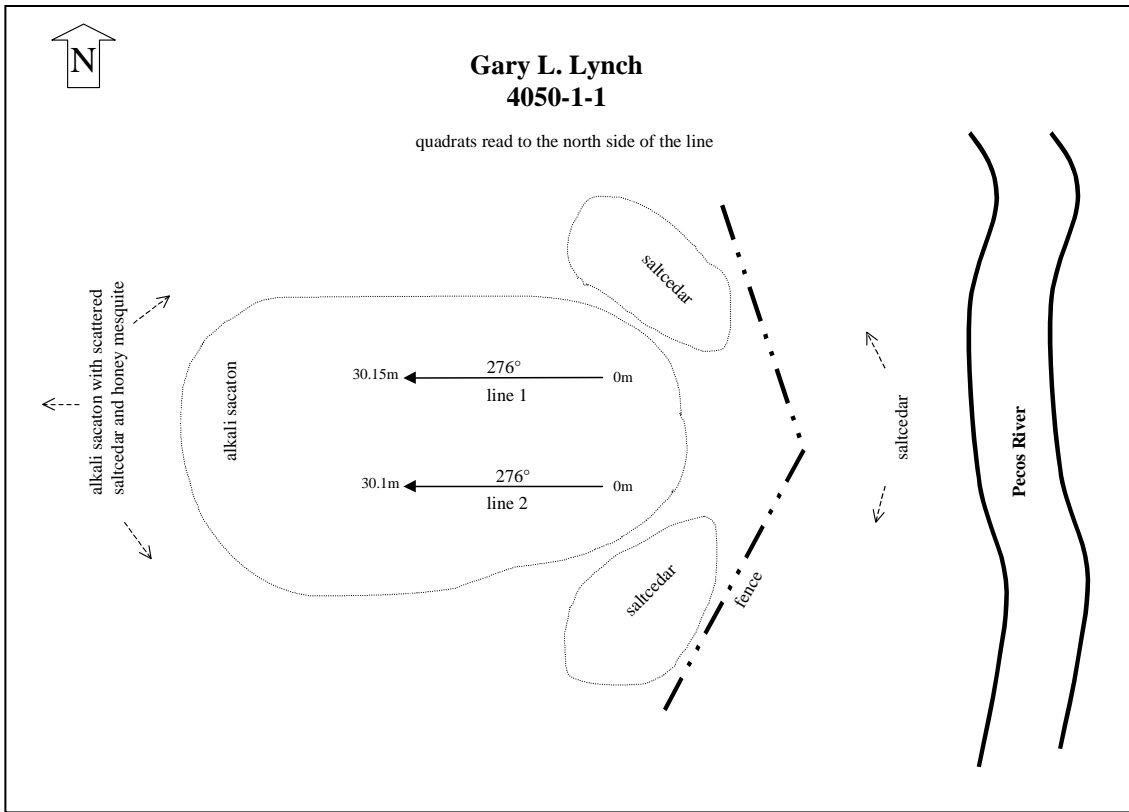 N
Gary L. Lynch
4050-1-1
quadrats read to the north side of the line
saltcedar
alkali sacaton with scattered
saltcedar and honey mesquite
alkali sacaton
30.15m
276°
0m
line 1
30.1m
276°
0m
line 2
saltcedar
fence
saltcedar
Pecos River